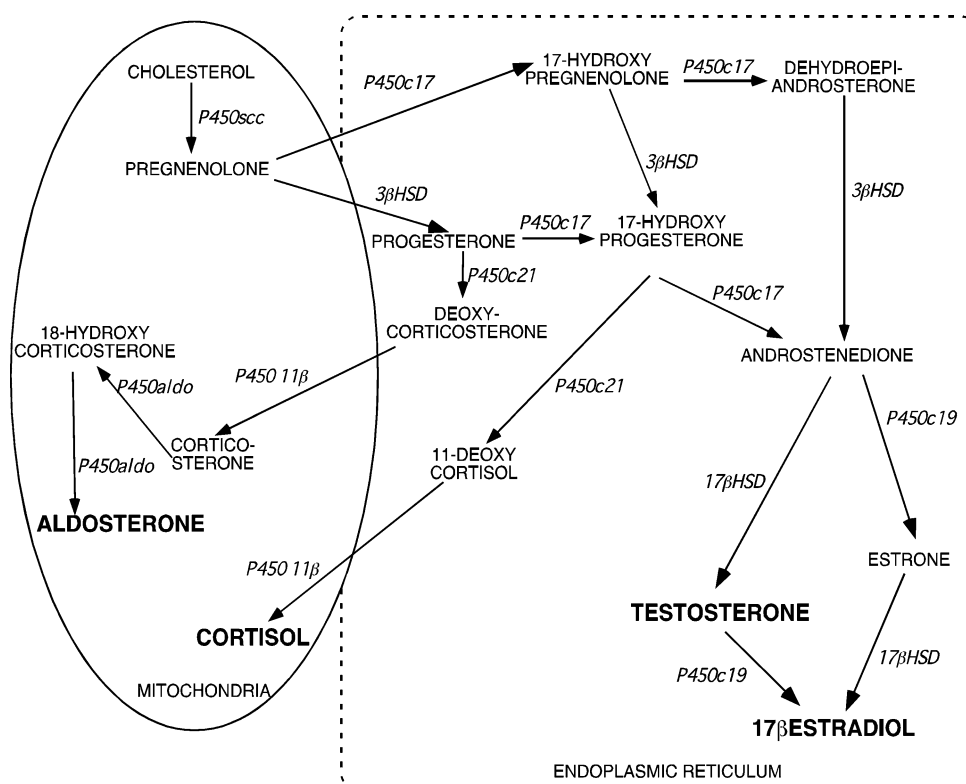 CHOLESTEROL
P450scc
PREGNENOLONE
P450c17
17-HYDROXY
PREGNENOLONE
P450c17
DEHYDROEPI-
ANDROSTERONE
3βHSD
3βHSD
3βHSD
PROGESTERONE
P450c17
17-HYDROXY
PROGESTERONE
P450c21
DEOXY-
CORTICOSTERONE
P450c17
ANDROSTENEDIONE
18-HYDROXY
CORTICOSTERONE
P450aldo
P450 11β
P450c21
P450c19
CORTICO-
STERONE
P450aldo
11-DEOXY
CORTISOL
17βHSD
ALDOSTERONE
P450 11β
ESTRONE
CORTISOL
TESTOSTERONE
P450c19
17βHSD
MITOCHONDRIA
17βESTRADIOL
ENDOPLASMIC RETICULUM